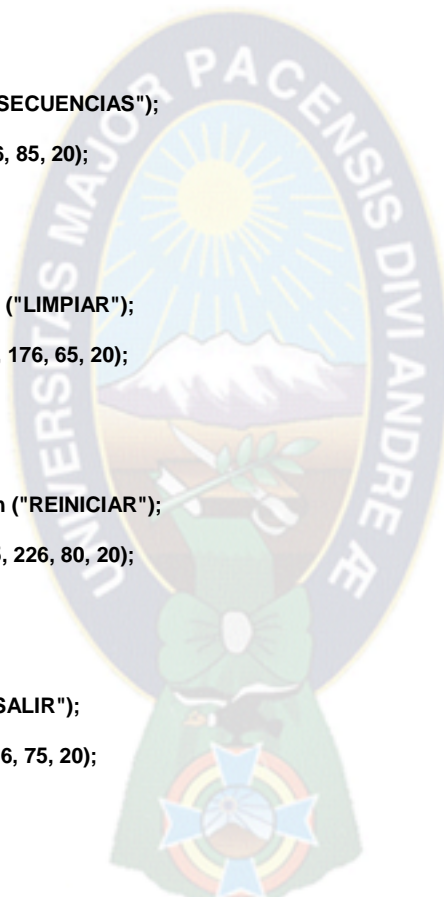 SECUENCIAS");
, 85, 20);
("LIMPIAR");
176, 65, 20);
("REINICIAR");
, 226, 80, 20);
SALIR");
6, 75, 20);
UNIVERSITAS MAJOR PACENSIS DIVI ANDRE Æ